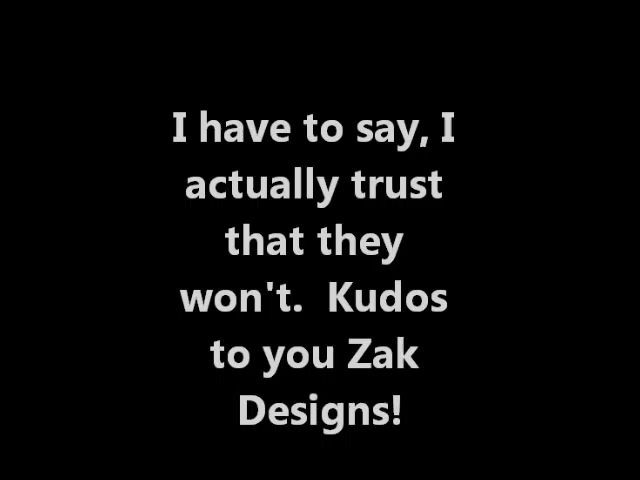 I have to say, I
actually trust
that they
won't.  Kudos
to you Zak
Designs!